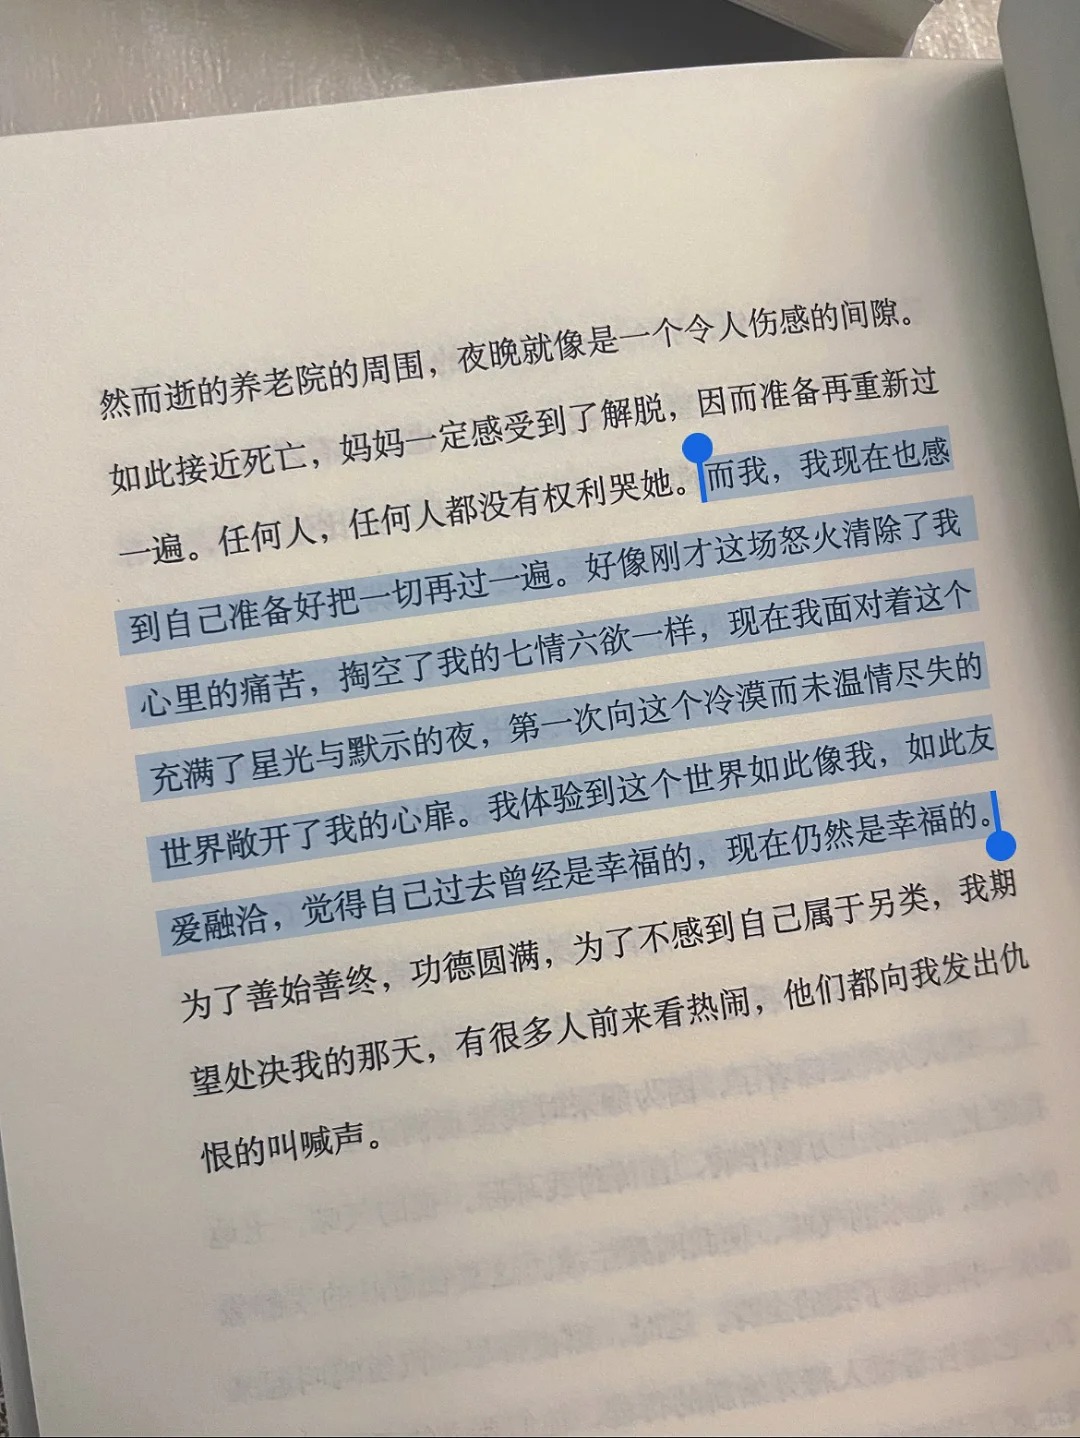 然而逝的养老院的周围，夜晚就像是一个令人伤感的间隙。
如此接近死亡，妈妈一定感受到了解脱，因而准备再重新过
一遍。任何人，任何人都没有权利哭她。而我，我现在也感
到自己准备好把一切再过一遍。好像刚才这场怒火清除了我
心里的痛苦，掏空了我的七情六欲一样，现在我面对着这个
充满了星光与默示的夜，第一次向这个冷漠而未温情尽失的
世界敞开了我的心扉。我体验到这个世界如此像我，如此友
爱融洽，觉得自己过去曾经是幸福的，现在仍然是幸福的。
为了善始善终，功德圆满，为了不感到自己属于另类，我期
望处决我的那天，有很多人前来看热闹，他们都向我发出仇
恨的叫喊声。